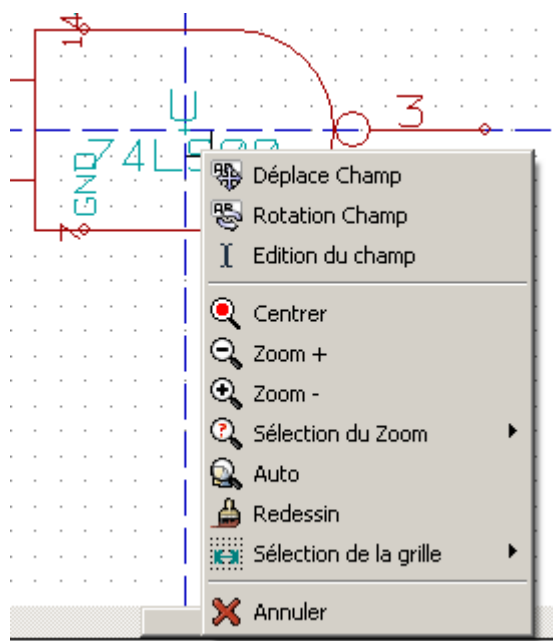 14
U
3
74LS00
GND
7
Déplace Champ
Rotation Champ
Edition du champ
Centrer
Zoom +
Zoom -
Sélection du Zoom
Auto
Redessin
Sélection de la grille
Annuler